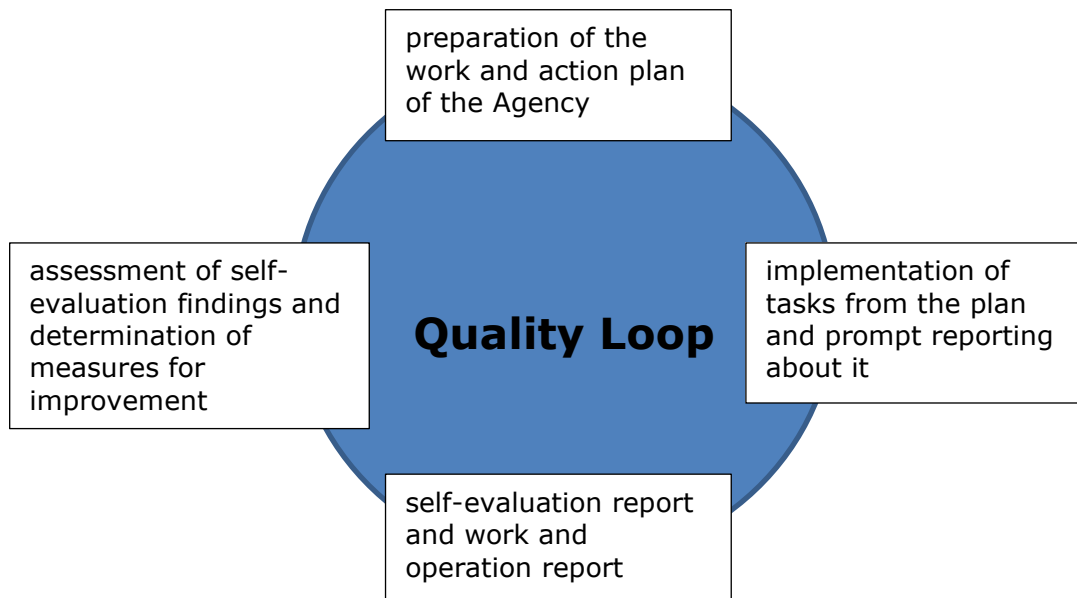 preparation of the
work and action plan
of the Agency
assessment of self-
evaluation findings and
determination of
measures for
improvement
Quality Loop
implementation of
tasks from the plan
and prompt reporting
about it
self-evaluation report
and work and
operation report